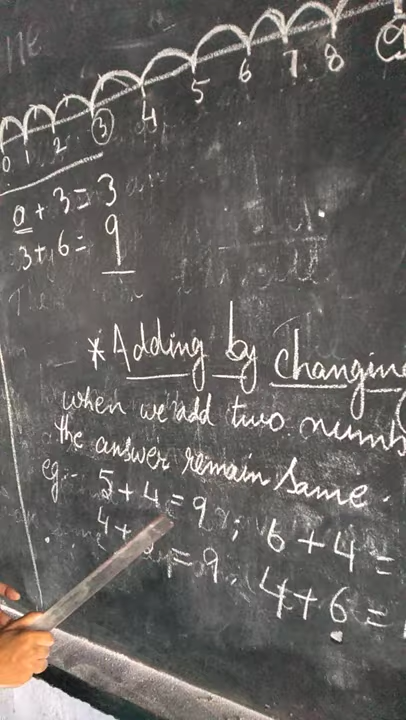 0 1 2 3 4 5 6 7 8
0 + 3 = 3
3 + 6 = 9
* Adding by changing
when we add two numb
the answer remain same.
eg:- 5 + 4 = 9 ; 6 + 4 =
4 + = 9 ; 4 + 6 =